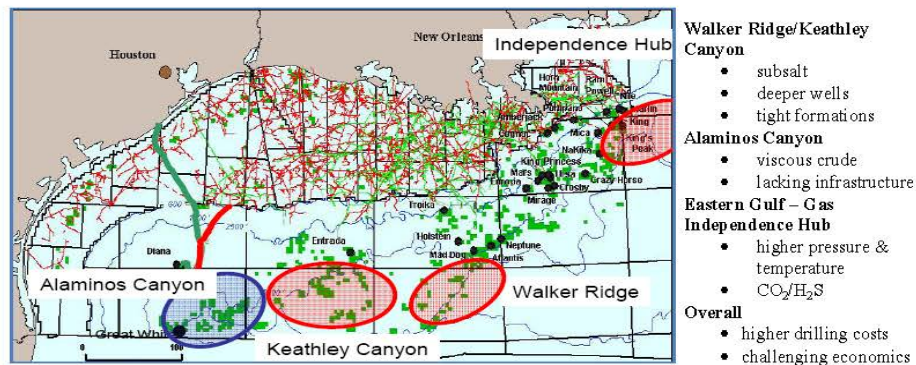 Houston
New Orleans
Independence Hub
Horn
Mountain
Ram
Powell
Nile
Marlin
Pompano
Amberjack
King
Cognac
Mica
King's
Peak
NaKika
King Princess
Mars
Ursa
Crazy Horse
Europa
Crosby
Mirage
Troika
Holstein
Neptune
Entrada
Mad Dog
Atlantis
Diana
Alaminos Canyon
Walker Ridge
Keathley Canyon
0
100
Walker Ridge/Keathley
Canyon
• subsalt
• deeper wells
• tight formations
Alaminos Canyon
• viscous crude
• lacking infrastructure
Eastern Gulf – Gas
Independence Hub
• higher pressure &
temperature
• CO₂/H₂S
Overall
• higher drilling costs
• challenging economics